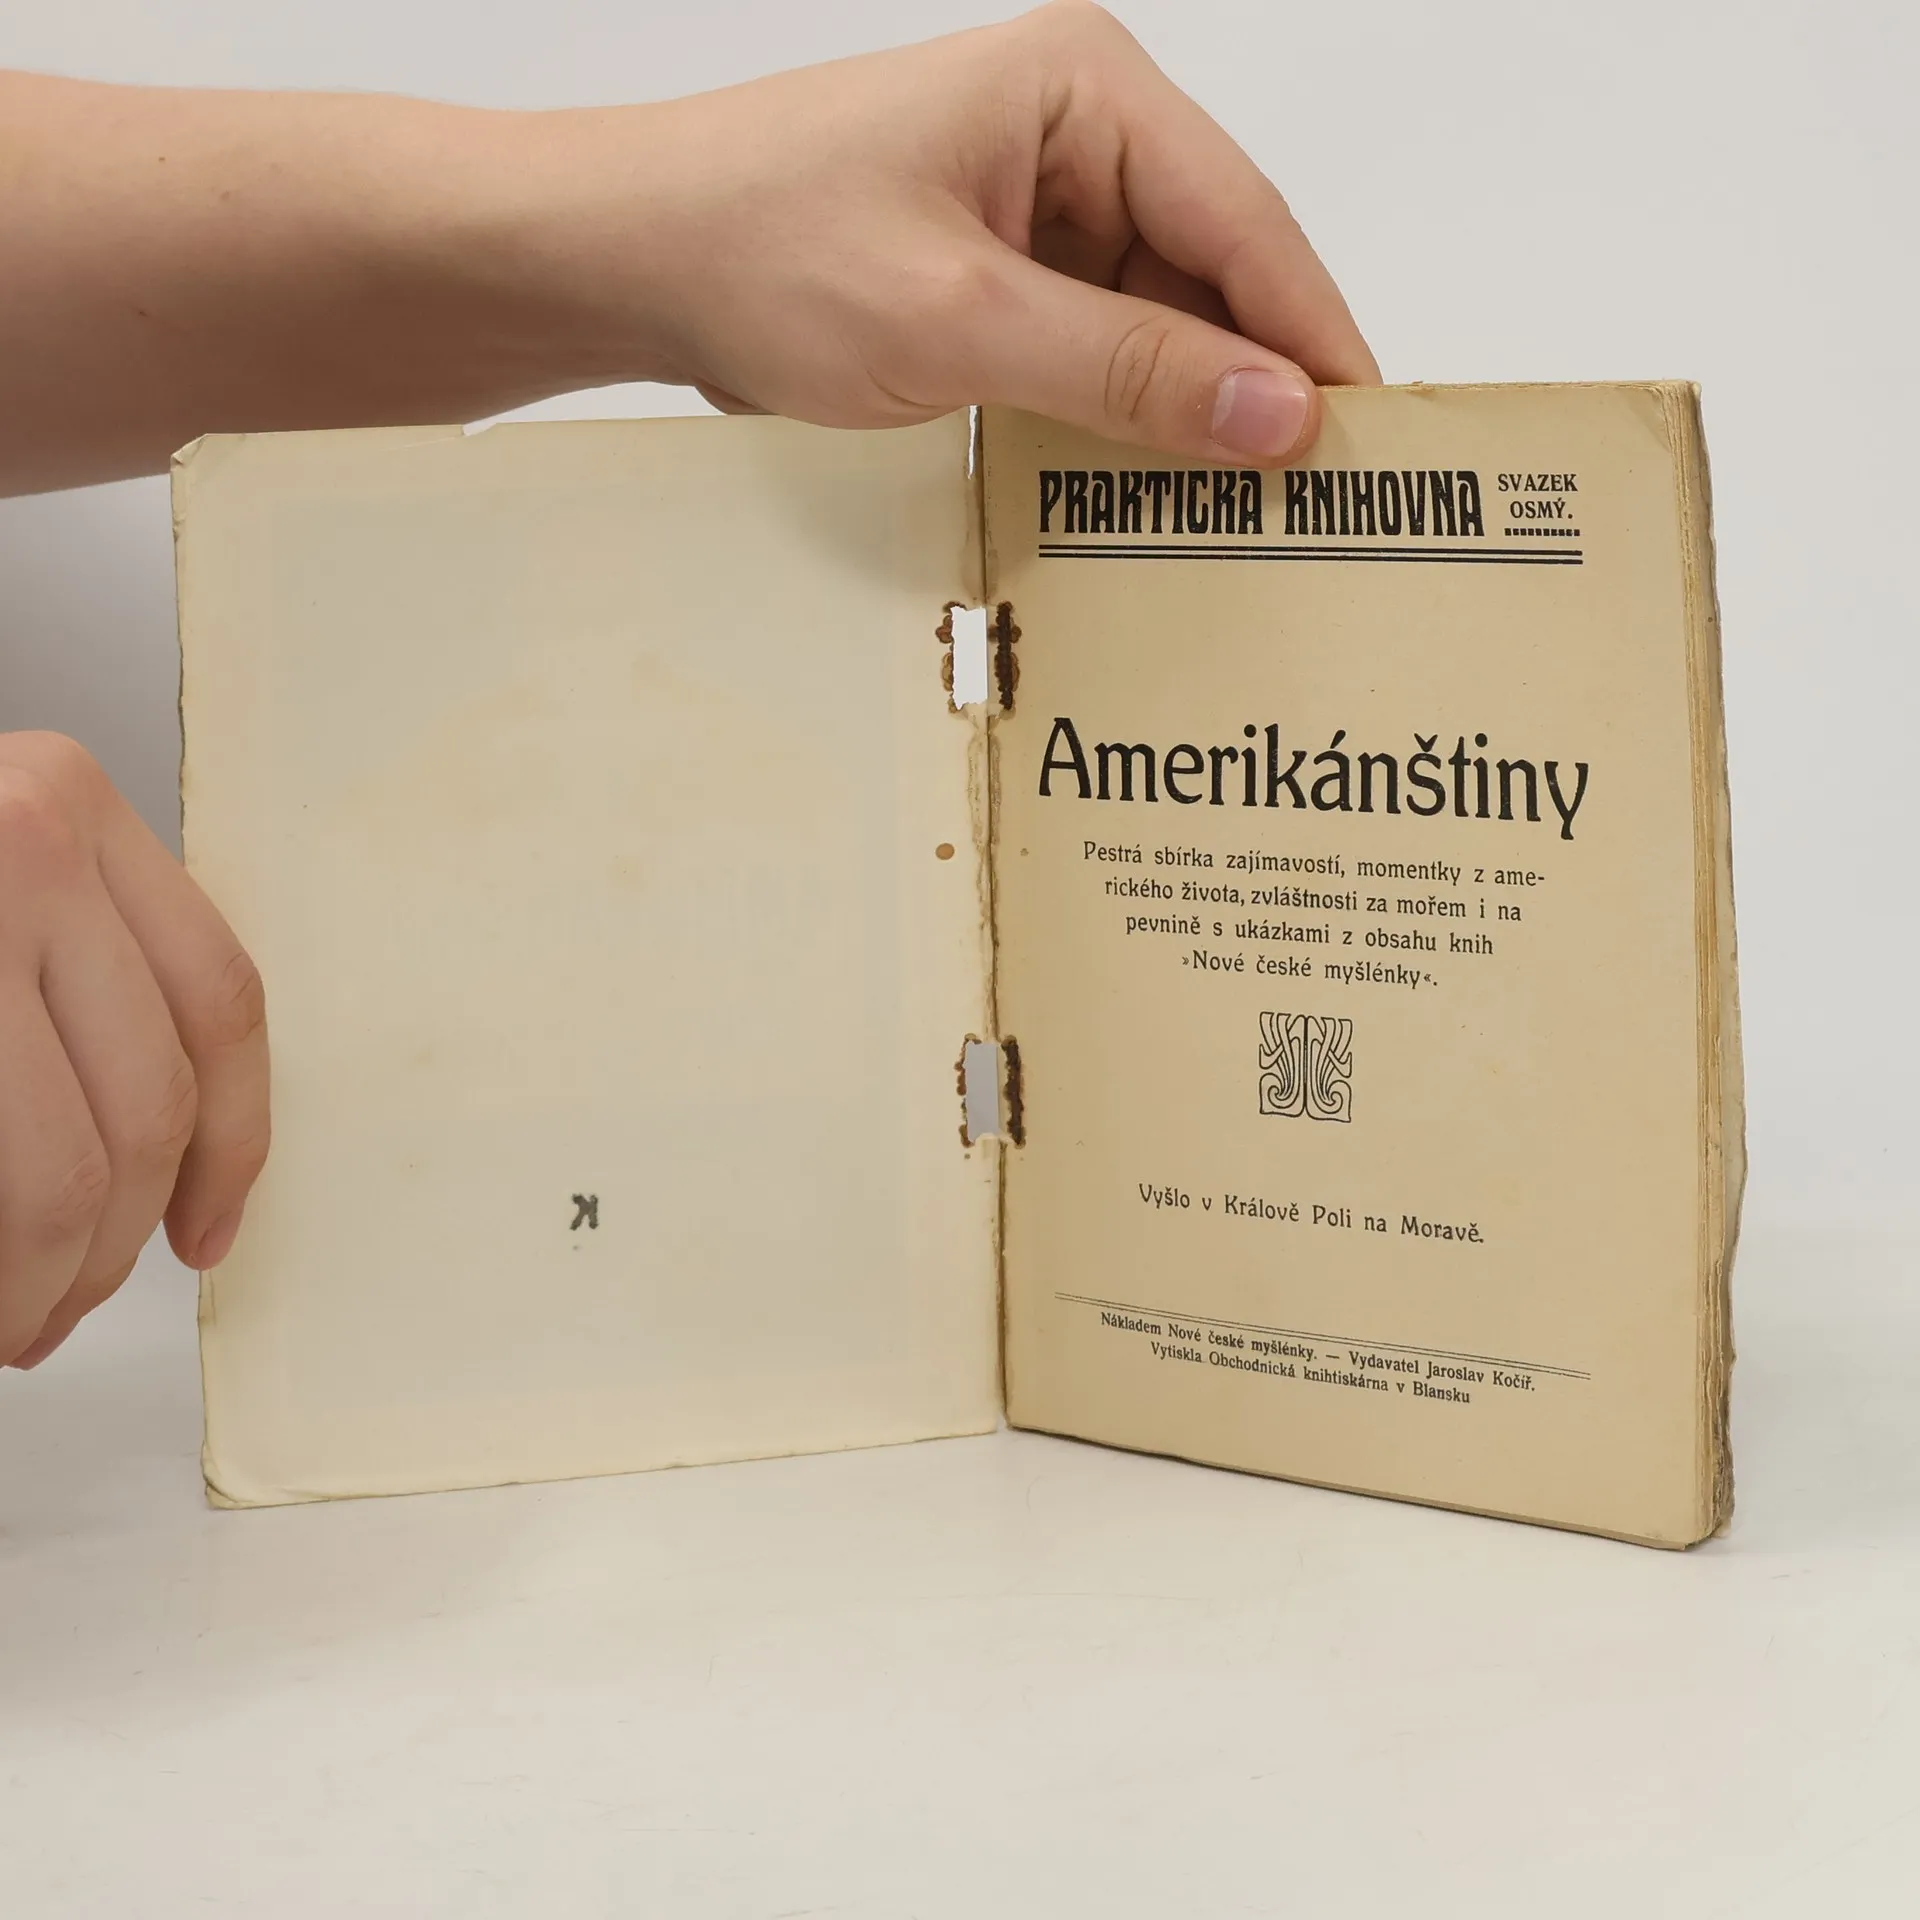 PRAKTICKA KNIHOVNA SVAZEK OSMÝ.
Amerikánštiny
Pestrá sbírka zajímavostí, momentky z ame-
rického života, zvláštnosti za mořem i na
pevnině s ukázkami z obsahu knih
»Nové české myšlénky«.
Vyšlo v Králově Poli na Moravě.
Nákladem Nové české myšlénky. — Vydavatel Jaroslav Kočíř.
Vytiskla Obchodnická knihtiskárna v Blansku
K